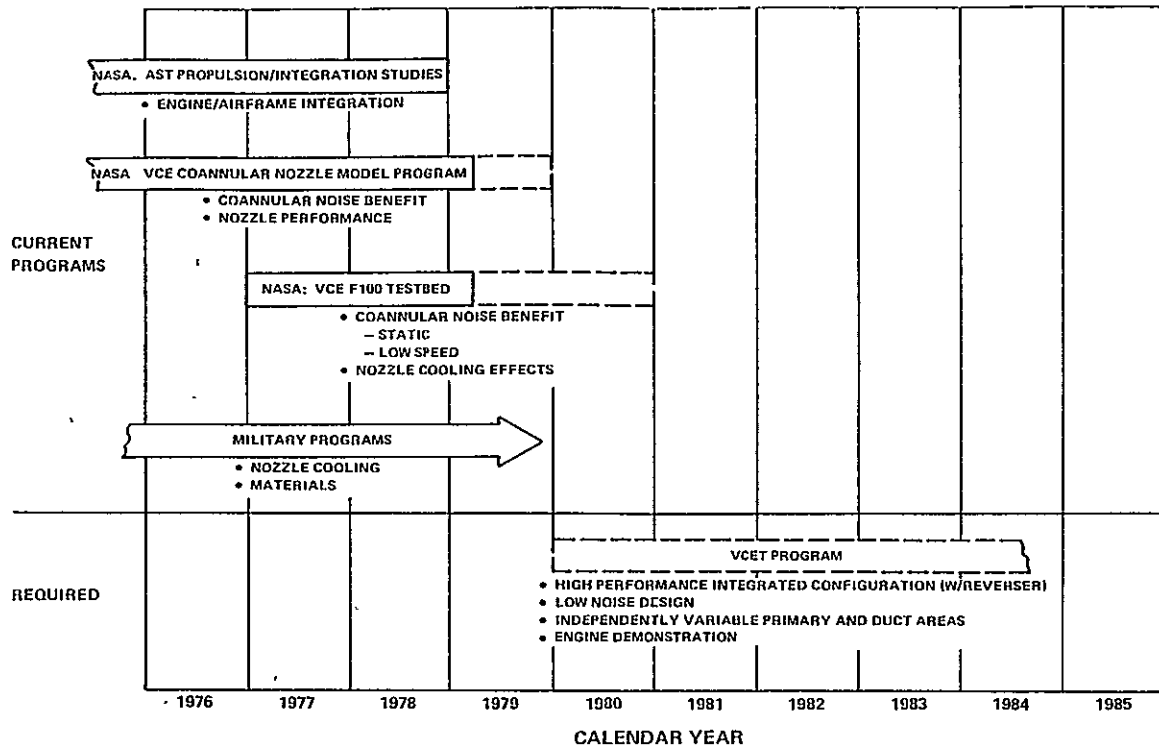 NASA. AST PROPULSION/INTEGRATION STUDIES
• ENGINE/AIRFRAME INTEGRATION
NASA VCE COANNULAR NOZZLE MODEL PROGRAM
• COANNULAR NOISE BENEFIT
• NOZZLE PERFORMANCE
CURRENT
PROGRAMS
NASA: VCE F100 TESTBED
• COANNULAR NOISE BENEFIT
– STATIC
– LOW SPEED
• NOZZLE COOLING EFFECTS
MILITARY PROGRAMS
• NOZZLE COOLING
• MATERIALS
REQUIRED
VCET PROGRAM
• HIGH PERFORMANCE INTEGRATED CONFIGURATION (W/REVERSER)
• LOW NOISE DESIGN
• INDEPENDENTLY VARIABLE PRIMARY AND DUCT AREAS
• ENGINE DEMONSTRATION
1976 1977 1978 1979 1980 1981 1982 1983 1984 1985
CALENDAR YEAR